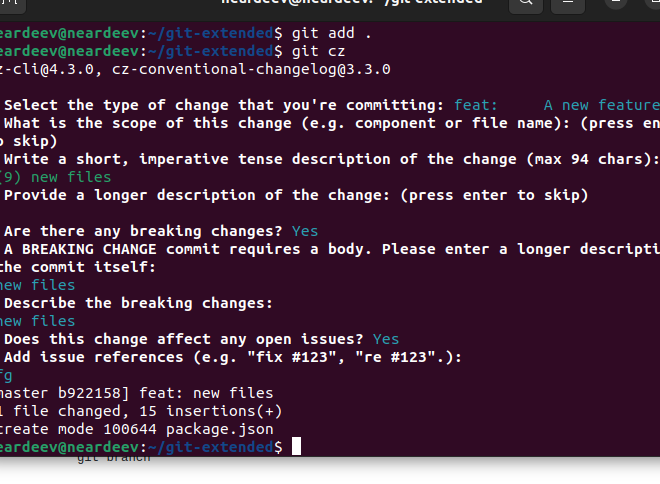 neardeev@neardeev: ~/git-extended
eardeev@neardeev:~/git-extended$ git add .
eardeev@neardeev:~/git-extended$ git cz
z-cli@4.3.0, cz-conventional-changelog@3.3.0
Select the type of change that you're committing: feat:     A new feature
What is the scope of this change (e.g. component or file name): (press en
o skip)
Write a short, imperative tense description of the change (max 94 chars):
(9) new files
Provide a longer description of the change: (press enter to skip)
Are there any breaking changes? Yes
A BREAKING CHANGE commit requires a body. Please enter a longer descripti
the commit itself:
new files
Describe the breaking changes:
new files
Does this change affect any open issues? Yes
Add issue references (e.g. "fix #123", "re #123".):
fg
master b922158] feat: new files
1 file changed, 15 insertions(+)
create mode 100644 package.json
eardeev@neardeev:~/git-extended$
git branch